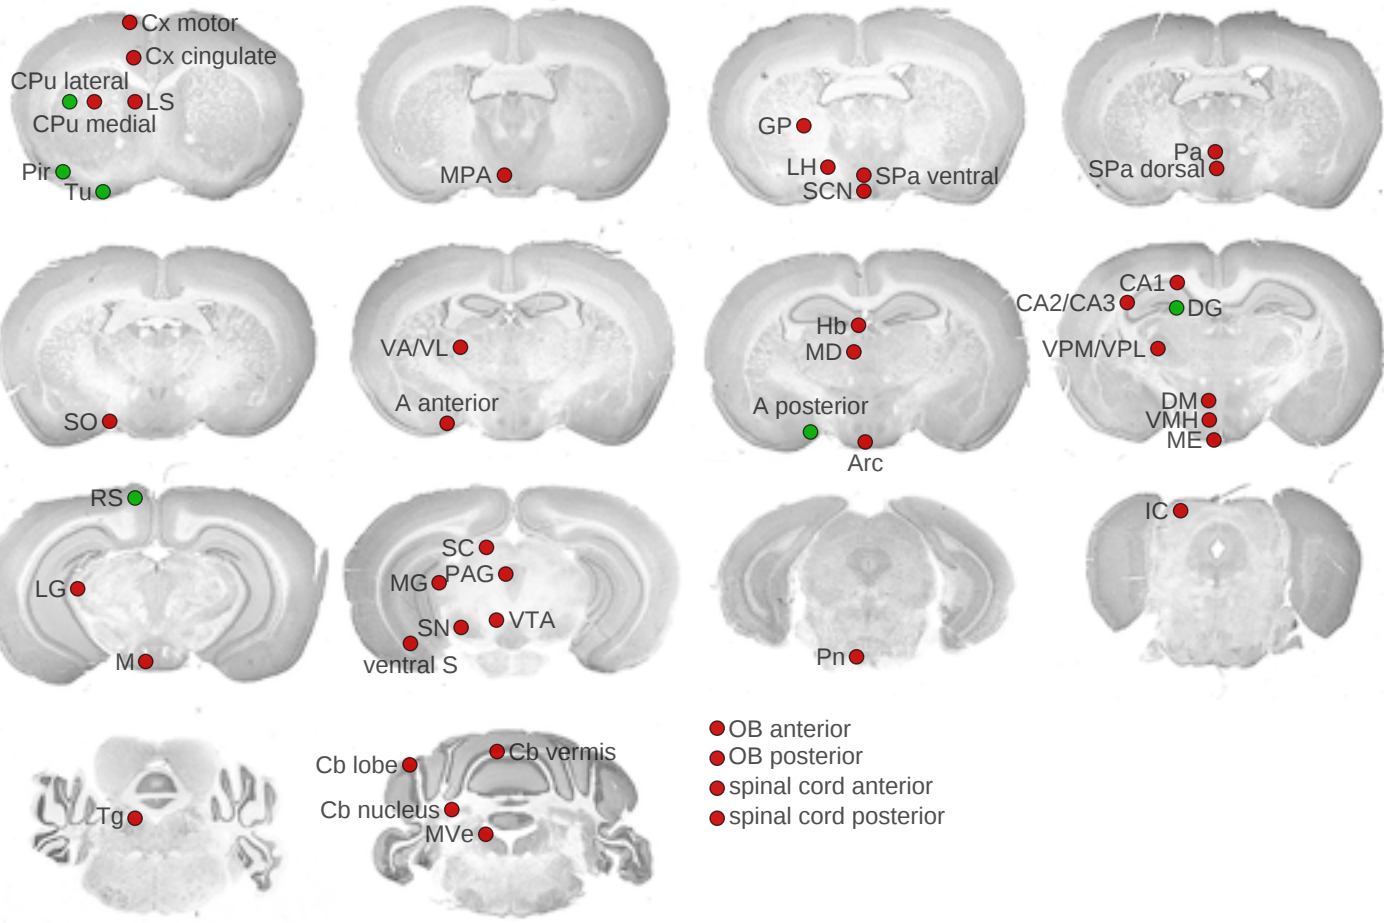 Cx motor
Cx cingulate
CPu lateral
LS
CPu medial
Pir
Tu
MPA
GP
LH
SPa ventral
SCN
Pa
SPa dorsal
SO
VA/VL
A anterior
Hb
MD
A posterior
Arc
CA1
CA2/CA3
DG
VPM/VPL
DM
VMH
ME
RS
LG
M
SC
MG
PAG
SN
VTA
ventral S
Pn
IC
Tg
Cb lobe
Cb vermis
Cb nucleus
MVe
OB anterior
OB posterior
spinal cord anterior
spinal cord posterior